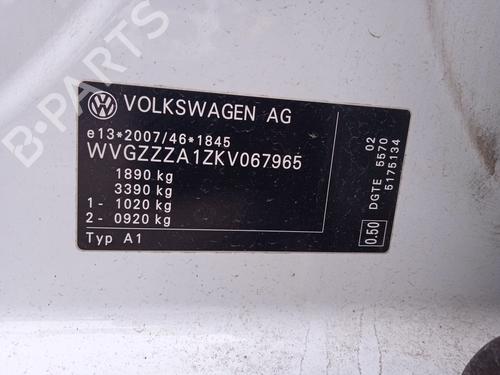 B-PARTS
VOLKSWAGEN AG
e13*2007/46*1845
WVGZZZA1ZKV067965
1890 kg
3390 kg
1- 1020 kg
2- 0920 kg
Typ A1
0.50
DGTE 5570 02
5175134